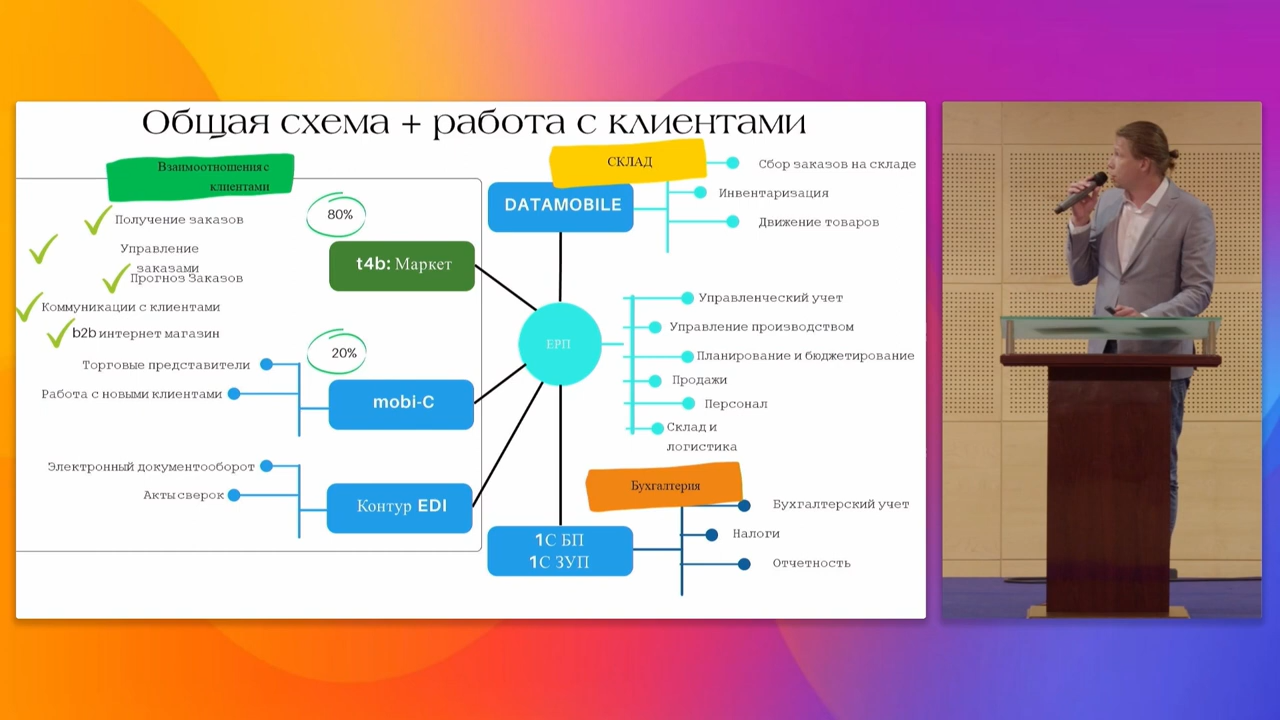 Общая схема + работа с клиентами
Взаимоотношения с
клиентами
Получение заказов
Управление
заказами
Прогноз Заказов
Коммуникации с клиентами
b2b интернет магазин
Торговые представители
Работа с новыми клиентами
Электронный документооборот
Акты сверок
80%
t4b: Маркет
20%
mobi-C
Контур EDI
СКЛАД
DATAMOBILE
Сбор заказов на складе
Инвентаризация
Движение товаров
ЕРП
Управленческий учет
Управление производством
Планирование и бюджетирование
Продажи
Персонал
Склад и
логистика
Бухгалтерия
1С БП
1С ЗУП
Бухгалтерский учет
Налоги
Отчетность